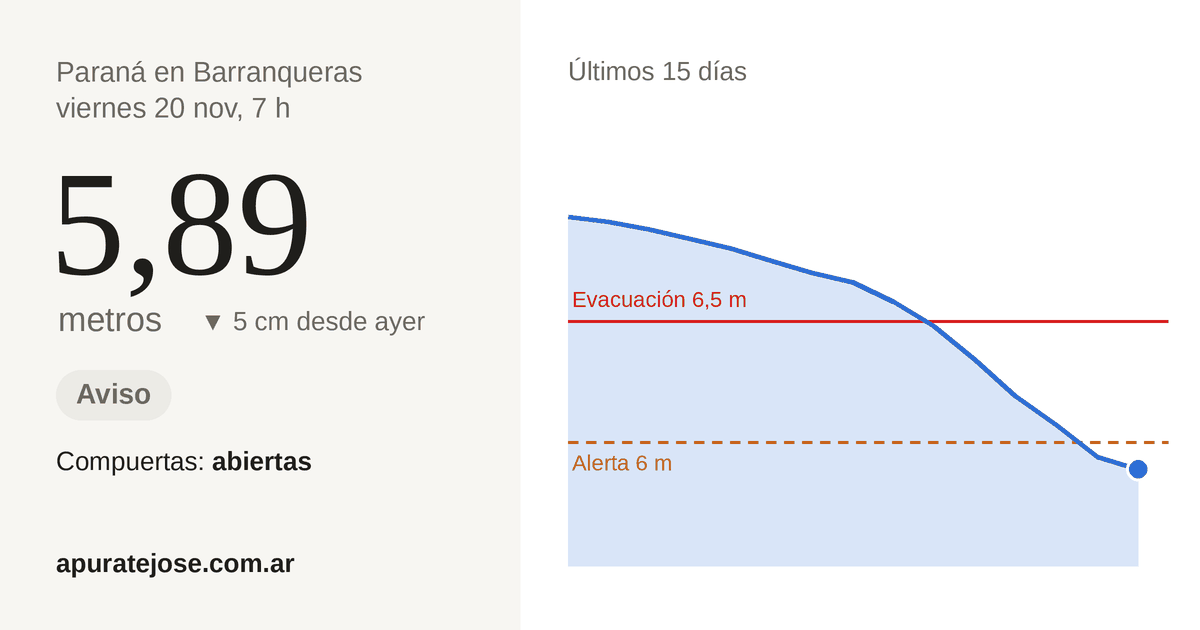 Paraná en Barranqueras
viernes 20 nov, 7 h
5,89
metros ▼ 5 cm desde ayer
Aviso
Compuertas: abiertas
apuratejose.com.ar
Últimos 15 días
Evacuación 6,5 m
Alerta 6 m